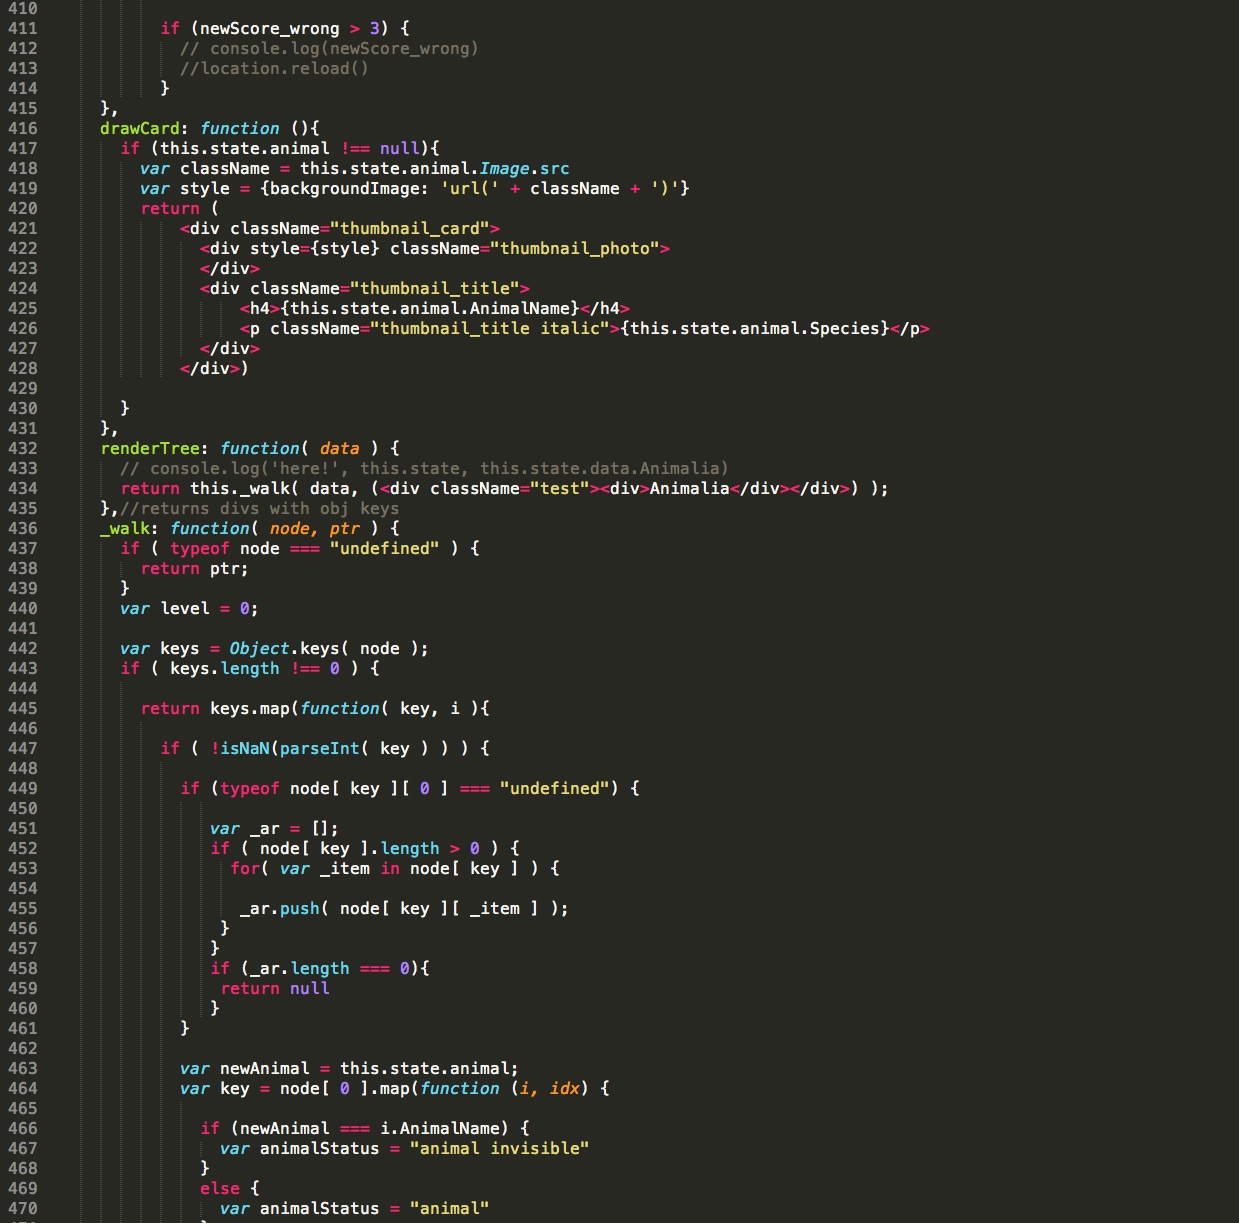 410
411 if (newScore_wrong > 3) {
412 // console.log(newScore_wrong)
413 //location.reload()
414 }
415 },
416 drawCard: function (){
417 if (this.state.animal !== null){
418 var className = this.state.animal.Image.src
419 var style = {backgroundImage: 'url(' + className + ')'}
420 return (
421 <div className="thumbnail_card">
422 <div style={style} className="thumbnail_photo">
423 </div>
424 <div className="thumbnail_title">
425 <h4>{this.state.animal.AnimalName}</h4>
426 <p className="thumbnail_title italic">{this.state.animal.Species}</p>
427 </div>
428 </div>)
429
430 }
431 },
432 renderTree: function( data ) {
433 // console.log('here!', this.state, this.state.data.Animalia)
434 return this._walk( data, (<div className="test"><div>Animalia</div></div>) );
435 },//returns divs with obj keys
436 _walk: function( node, ptr ) {
437 if ( typeof node === "undefined" ) {
438 return ptr;
439 }
440 var level = 0;
441
442 var keys = Object.keys( node );
443 if ( keys.length !== 0 ) {
444
445 return keys.map(function( key, i ){
446
447 if ( !isNaN(parseInt( key ) ) ) {
448
449 if (typeof node[ key ][ 0 ] === "undefined") {
450
451 var _ar = [];
452 if ( node[ key ].length > 0 ) {
453 for( var _item in node[ key ] ) {
454
455 _ar.push( node[ key ][ _item ] );
456 }
457 }
458 if (_ar.length === 0){
459 return null
460 }
461 }
462
463 var newAnimal = this.state.animal;
464 var key = node[ 0 ].map(function (i, idx) {
465
466 if (newAnimal === i.AnimalName) {
467 var animalStatus = "animal invisible"
468 }
469 else {
470 var animalStatus = "animal"